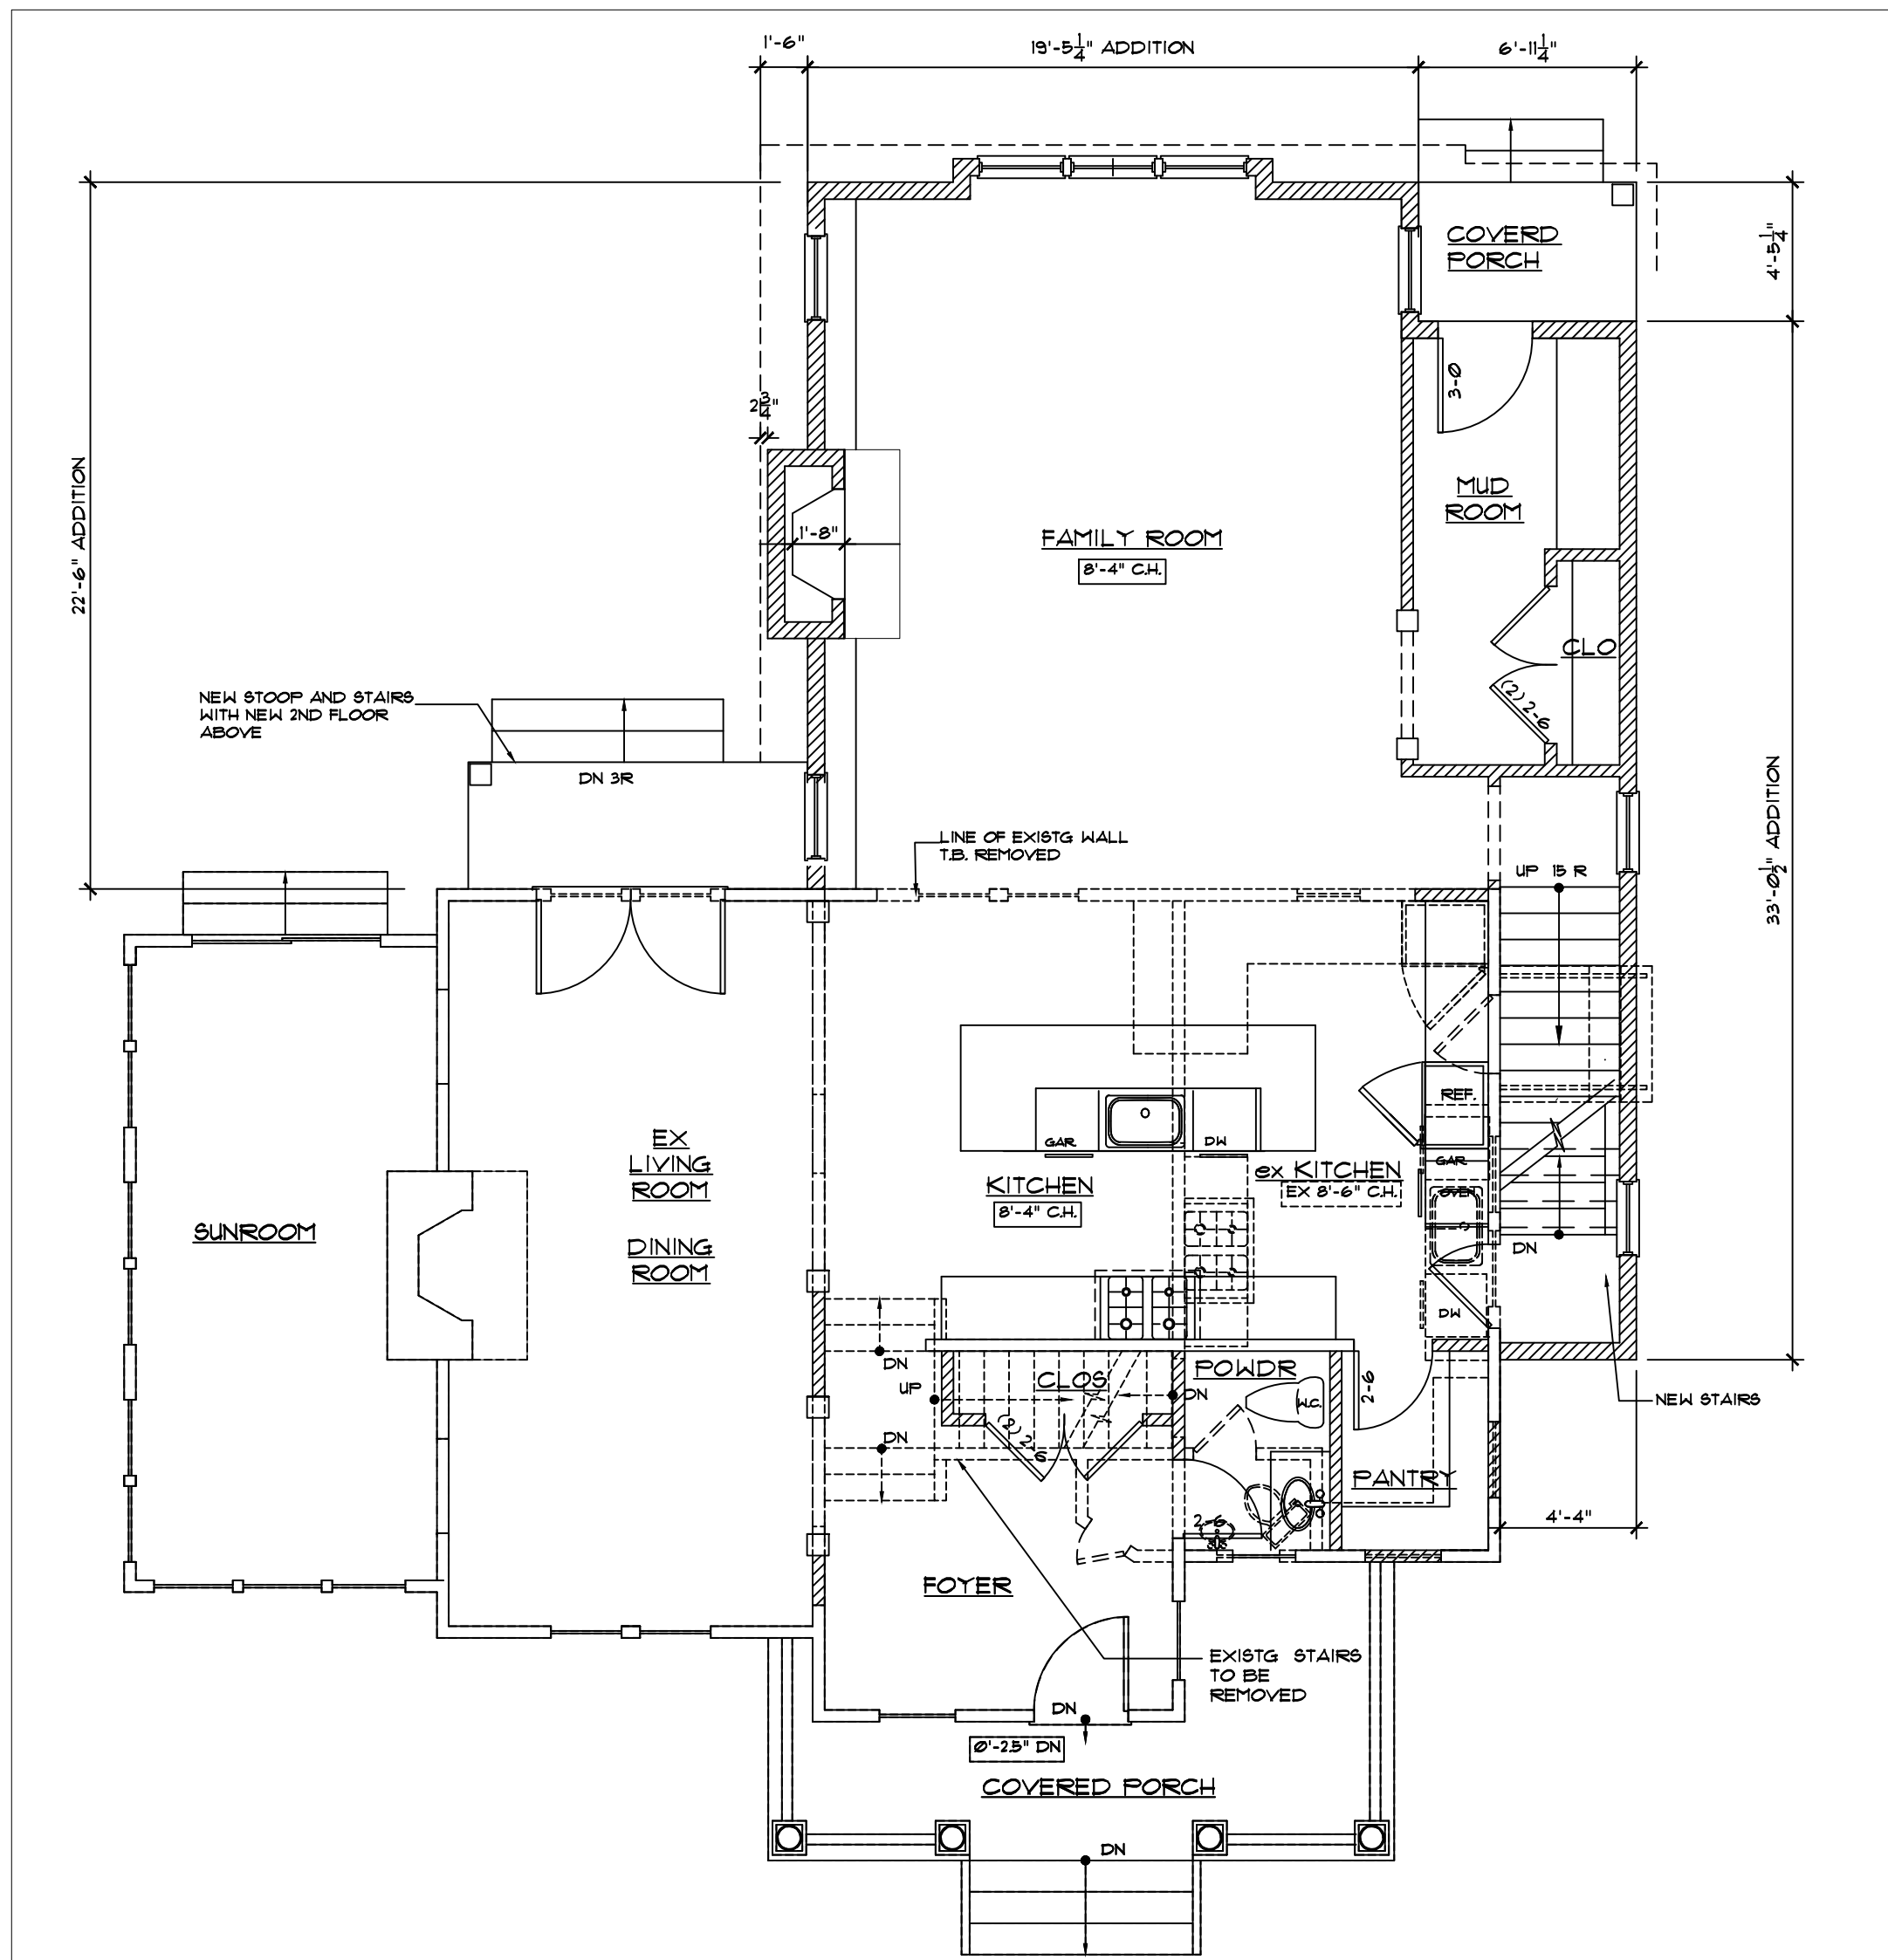 1'-6"
19'-5 1/4" ADDITION
6'-11 1/4"
COVERD
PORCH
4'-5 1/4"
3-0
2 3/4"
22'-6" ADDITION
MUD
ROOM
1'-8"
FAMILY ROOM
8'-4" C.H.
CLO
(2) 2-6
NEW STOOP AND STAIRS
WITH NEW 2ND FLOOR
ABOVE
DN 3R
LINE OF EXISTG WALL
T.B. REMOVED
33'-0 1/2" ADDITION
UP 15 R
REF.
EX
LIVING
ROOM
DINING
ROOM
SUNROOM
GAR.
DW
KITCHEN
8'-4" C.H.
ex KITCHEN
EX 8'-6" C.H.
GAR
OVEN
DN
DW
DN
UP
CLOS
DN
POWDR
W.C.
2-6
NEW STAIRS
DN
(2) 2-6
PANTRY
2-6
4'-4"
FOYER
EXISTG STAIRS
TO BE
REMOVED
DN
0'-2.5" DN
COVERED PORCH
DN